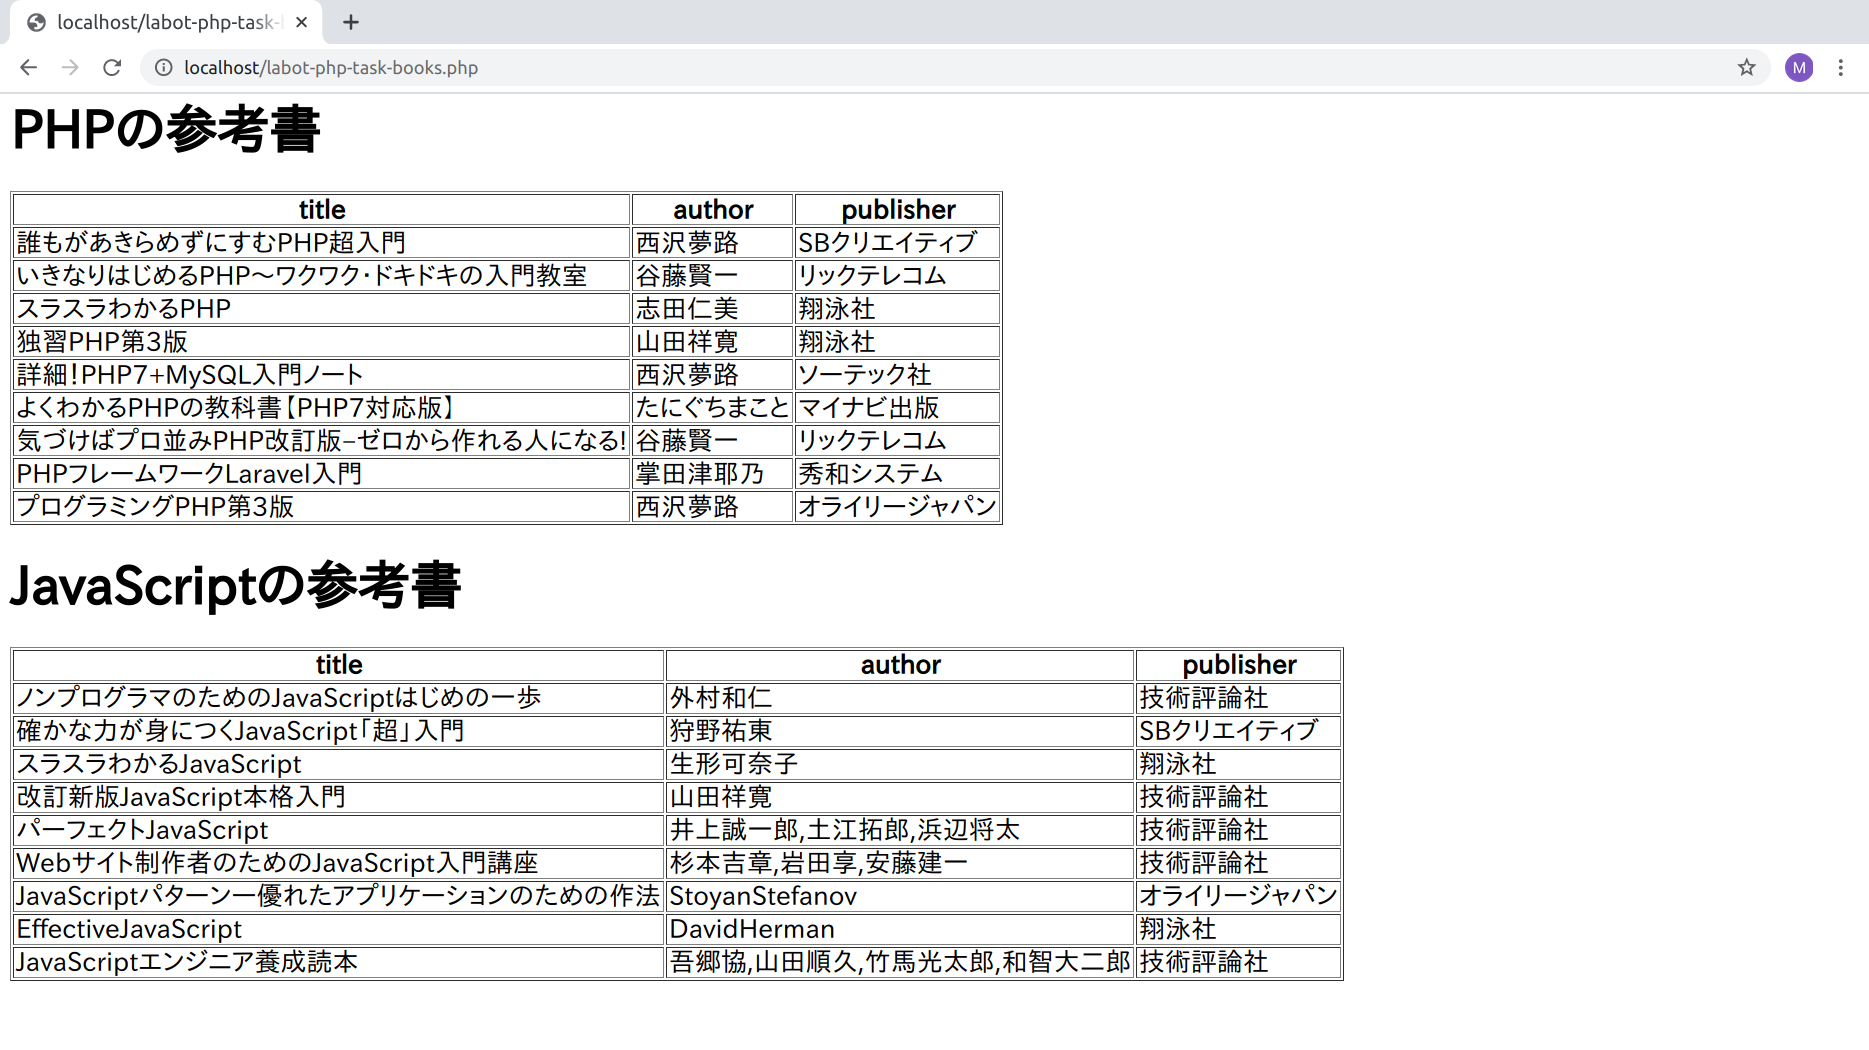 localhost/labot-php-task-
localhost/labot-php-task-books.php
M
PHPの参考書
title author publisher
誰もがあきらめずにすむPHP超入門 西沢夢路 SBクリエイティブ
いきなりはじめるPHP〜ワクワク・ドキドキの入門教室 谷藤賢一 リックテレコム
スラスラわかるPHP 志田仁美 翔泳社
独習PHP第3版 山田祥寛 翔泳社
詳細!PHP7+MySQL入門ノート 西沢夢路 ソーテック社
よくわかるPHPの教科書【PHP7対応版】 たにぐちまこと マイナビ出版
気づけばプロ並みPHP改訂版–ゼロから作れる人になる! 谷藤賢一 リックテレコム
PHPフレームワークLaravel入門 掌田津耶乃 秀和システム
プログラミングPHP第3版 西沢夢路 オライリージャパン
JavaScriptの参考書
title author publisher
ノンプログラマのためのJavaScriptはじめの一歩 外村和仁 技術評論社
確かな力が身につくJavaScript「超」入門 狩野祐東 SBクリエイティブ
スラスラわかるJavaScript 生形可奈子 翔泳社
改訂新版JavaScript本格入門 山田祥寛 技術評論社
パーフェクトJavaScript 井上誠一郎,土江拓郎,浜辺将太 技術評論社
Webサイト制作者のためのJavaScript入門講座 杉本吉章,岩田享,安藤建一 技術評論社
JavaScriptパターン―優れたアプリケーションのための作法 StoyanStefanov オライリージャパン
EffectiveJavaScript DavidHerman 翔泳社
JavaScriptエンジニア養成読本 吾郷協,山田順久,竹馬光太郎,和智大二郎 技術評論社